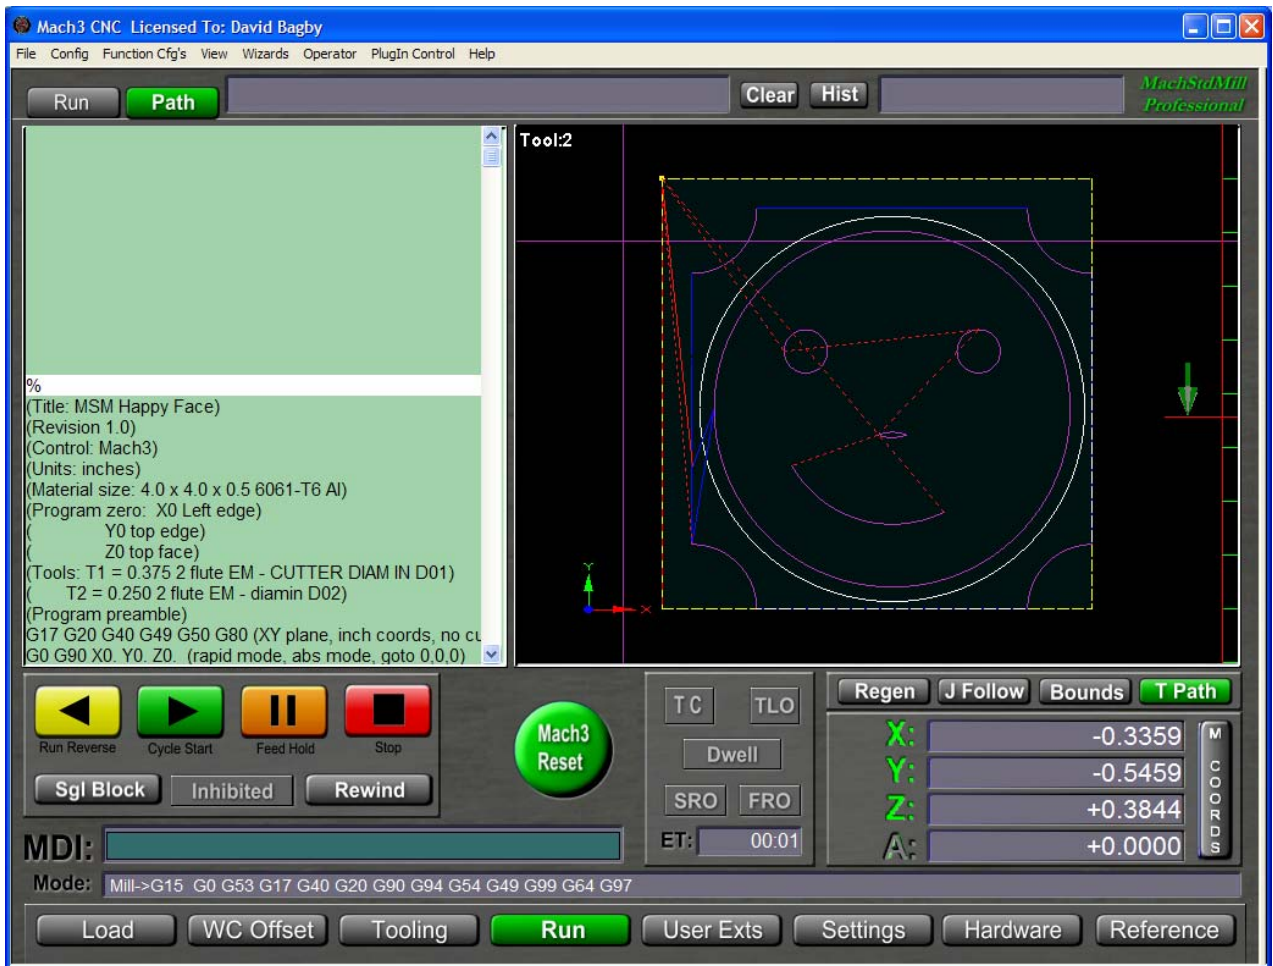 Mach3 CNC Licensed To: David Bagby
File Config Function Cfg's View Wizards Operator PlugIn Control Help
Run Path Clear Hist MachStdMill
Professional
Tool:2
%
(Title: MSM Happy Face)
(Revision 1.0)
(Control: Mach3)
(Units: inches)
(Material size: 4.0 x 4.0 x 0.5 6061-T6 Al)
(Program zero: X0 Left edge)
( Y0 top edge)
( Z0 top face)
(Tools: T1 = 0.375 2 flute EM - CUTTER DIAM IN D01)
( T2 = 0.250 2 flute EM - diamin D02)
(Program preamble)
G17 G20 G40 G49 G50 G80 (XY plane, inch coords, no cu
G0 G90 X0. Y0. Z0. (rapid mode, abs mode, goto 0,0,0)
Y
X
Run Reverse Cycle Start Feed Hold Stop
Sgl Block Inhibited Rewind
Mach3
Reset
T C TLO
Dwell
SRO FRO
ET: 00:01
Regen J Follow Bounds T Path
X: -0.3359
Y: -0.5459
Z: +0.3844
A: +0.0000
M COORDS
MDI:
Mode: Mill->G15 G0 G53 G17 G40 G20 G90 G94 G54 G49 G99 G64 G97
Load WC Offset Tooling Run User Exts Settings Hardware Reference